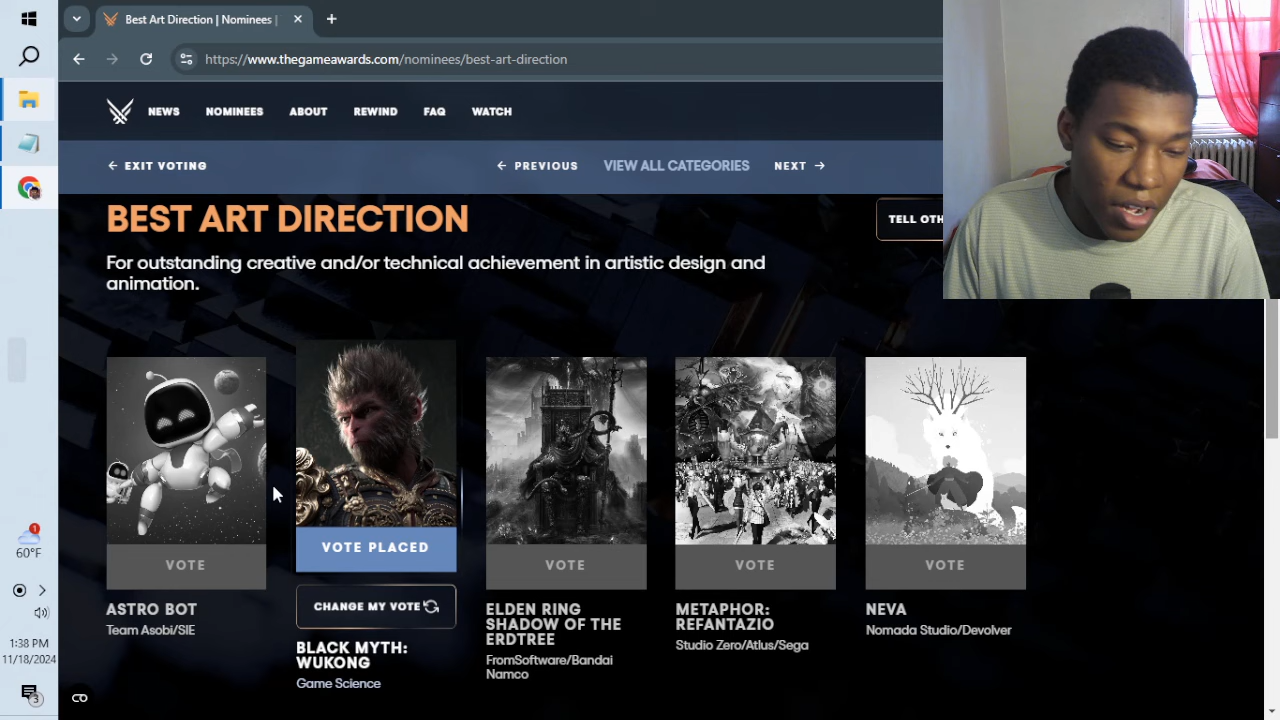 Best Art Direction | Nominees |
https://www.thegameawards.com/nominees/best-art-direction
NEWS
NOMINEES
ABOUT
REWIND
FAQ
WATCH
EXIT VOTING
PREVIOUS
VIEW ALL CATEGORIES
NEXT
BEST ART DIRECTION
TELL OTH
For outstanding creative and/or technical achievement in artistic design and
animation.
VOTE
VOTE PLACED
VOTE
VOTE
VOTE
CHANGE MY VOTE
ASTRO BOT
Team Asobi/SIE
BLACK MYTH:
WUKONG
Game Science
ELDEN RING
SHADOW OF THE
ERDTREE
FromSoftware/Bandai
Namco
METAPHOR:
REFANTAZIO
Studio Zero/Atlus/Sega
NEVA
Nomada Studio/Devolver
1
60°F
1:38 PM
11/18/2024
3